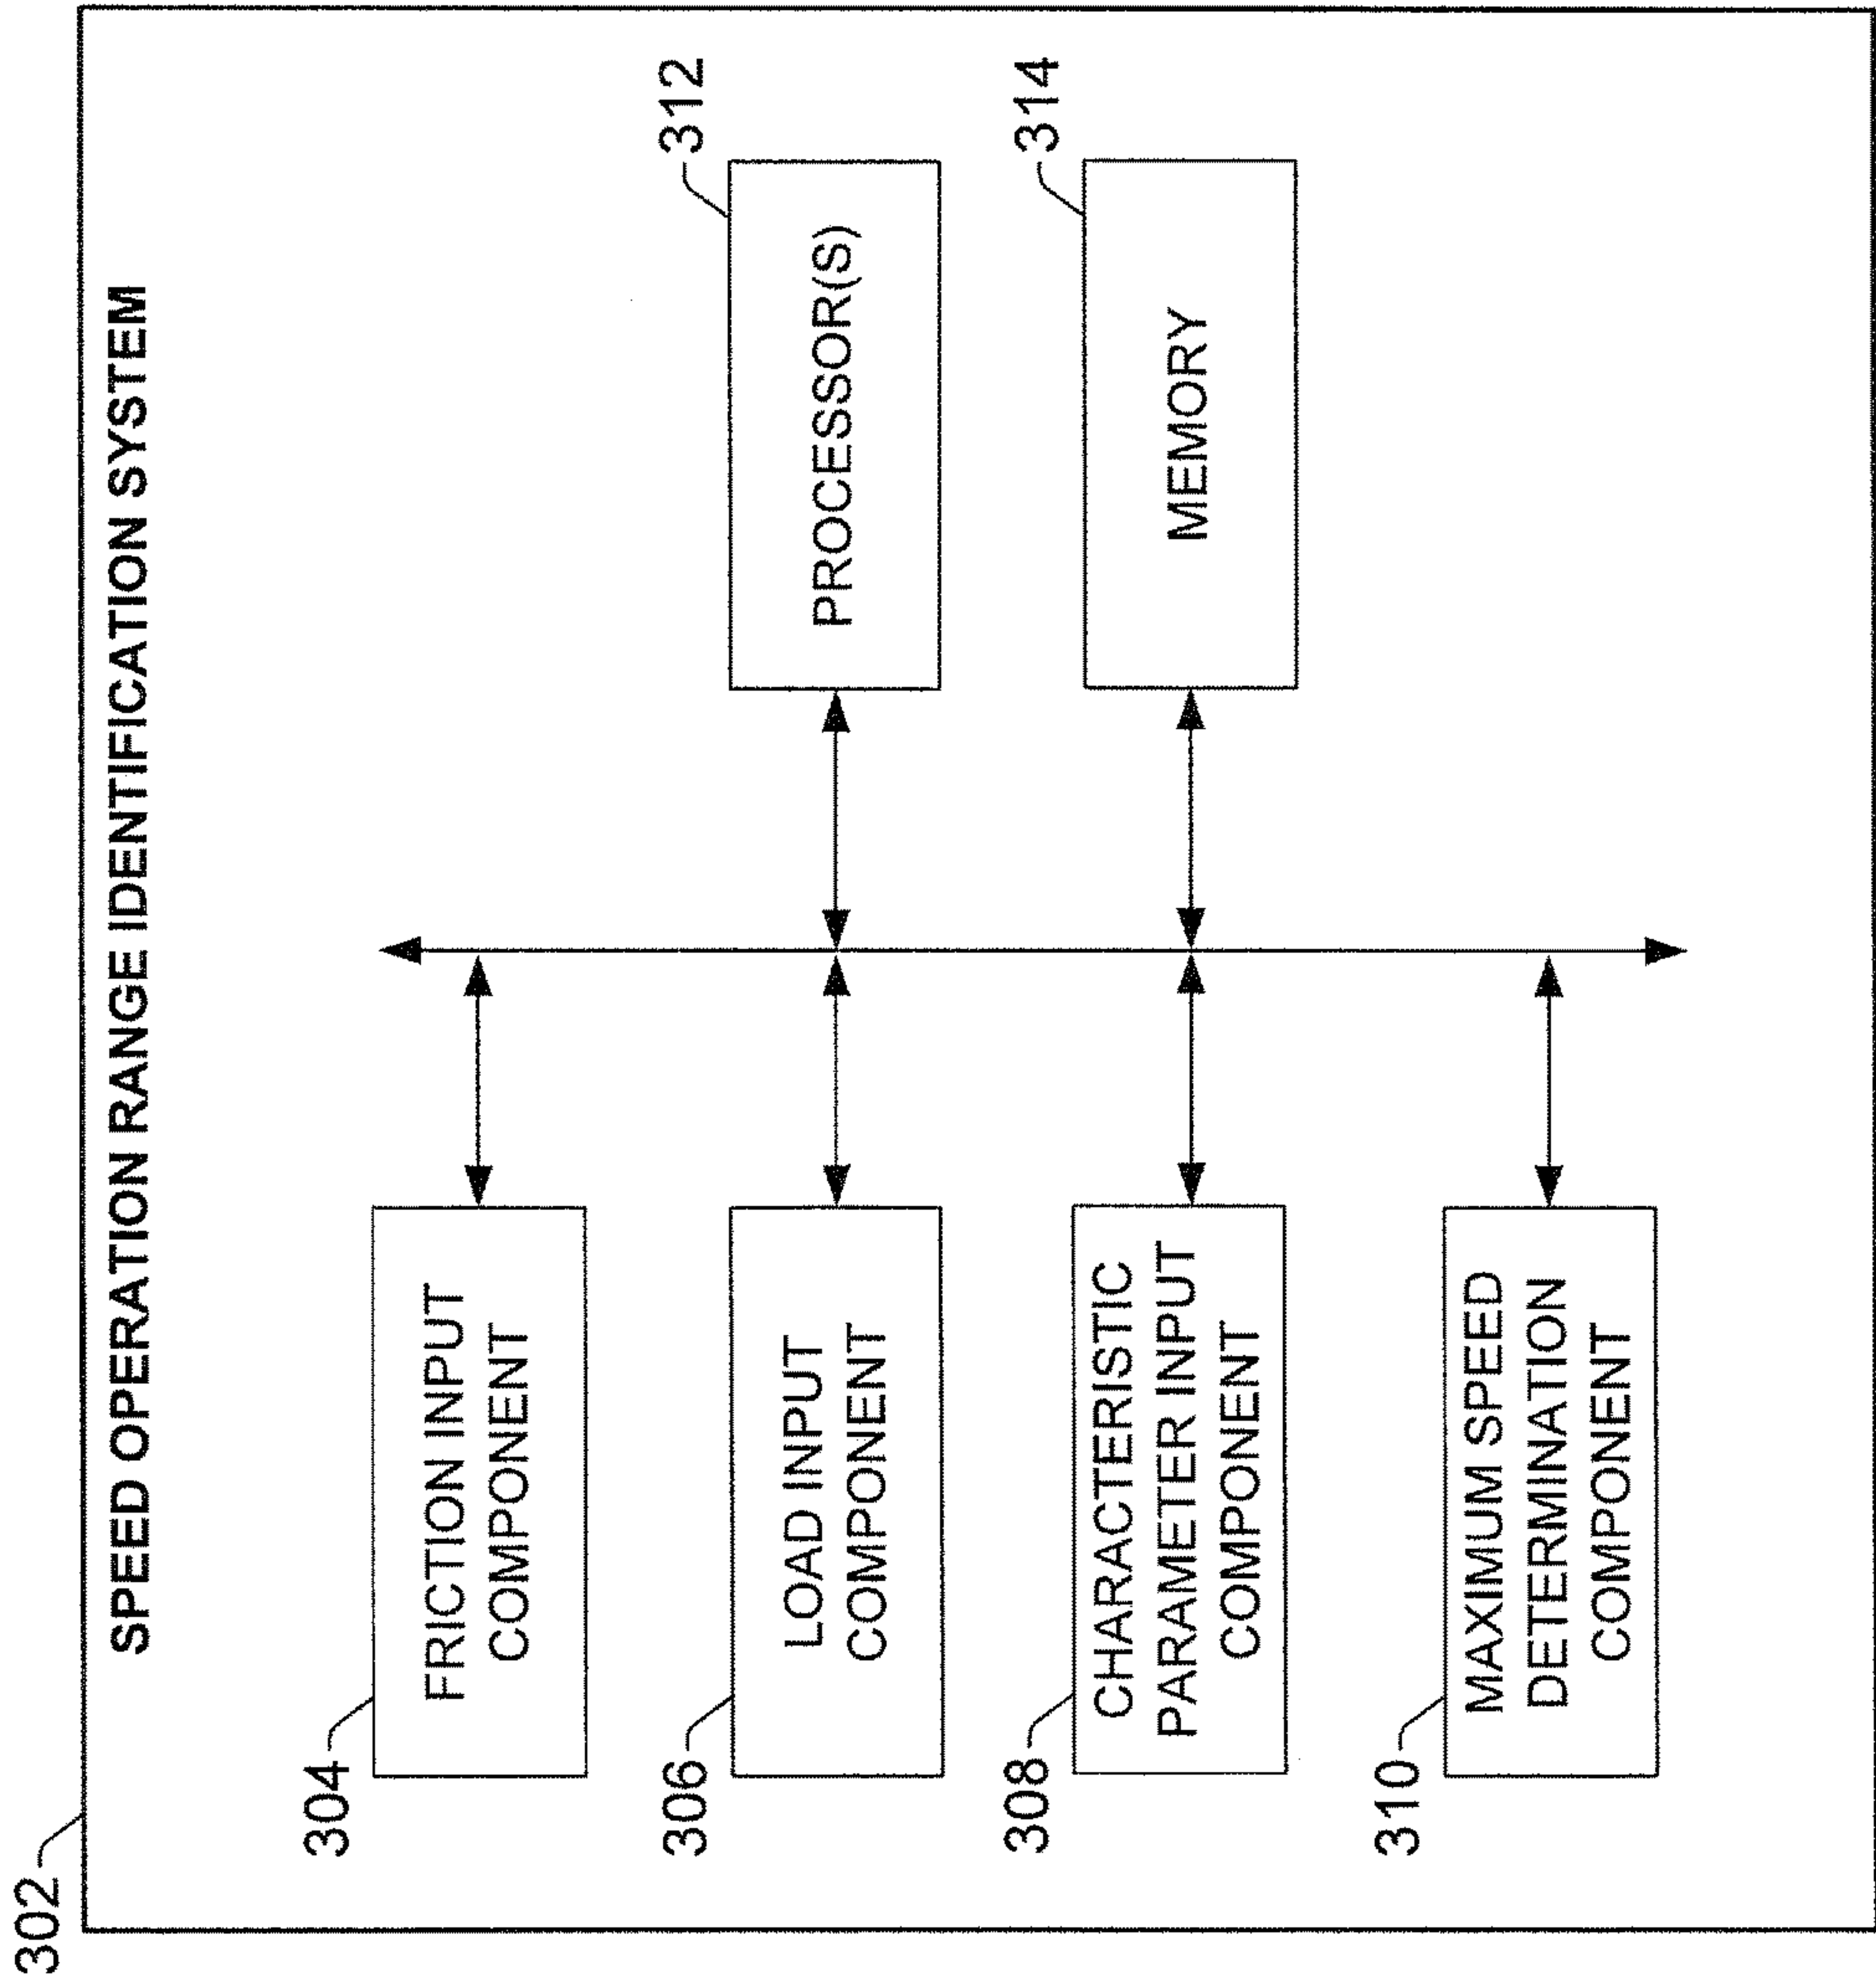 302
SPEED OPERATION RANGE IDENTIFICATION SYSTEM
304
FRICTION INPUT
COMPONENT
306
LOAD INPUT
COMPONENT
308
CHARACTERISTIC
PARAMETER INPUT
COMPONENT
310
MAXIMUM SPEED
DETERMINATION
COMPONENT
312
PROCESSOR(S)
314
MEMORY